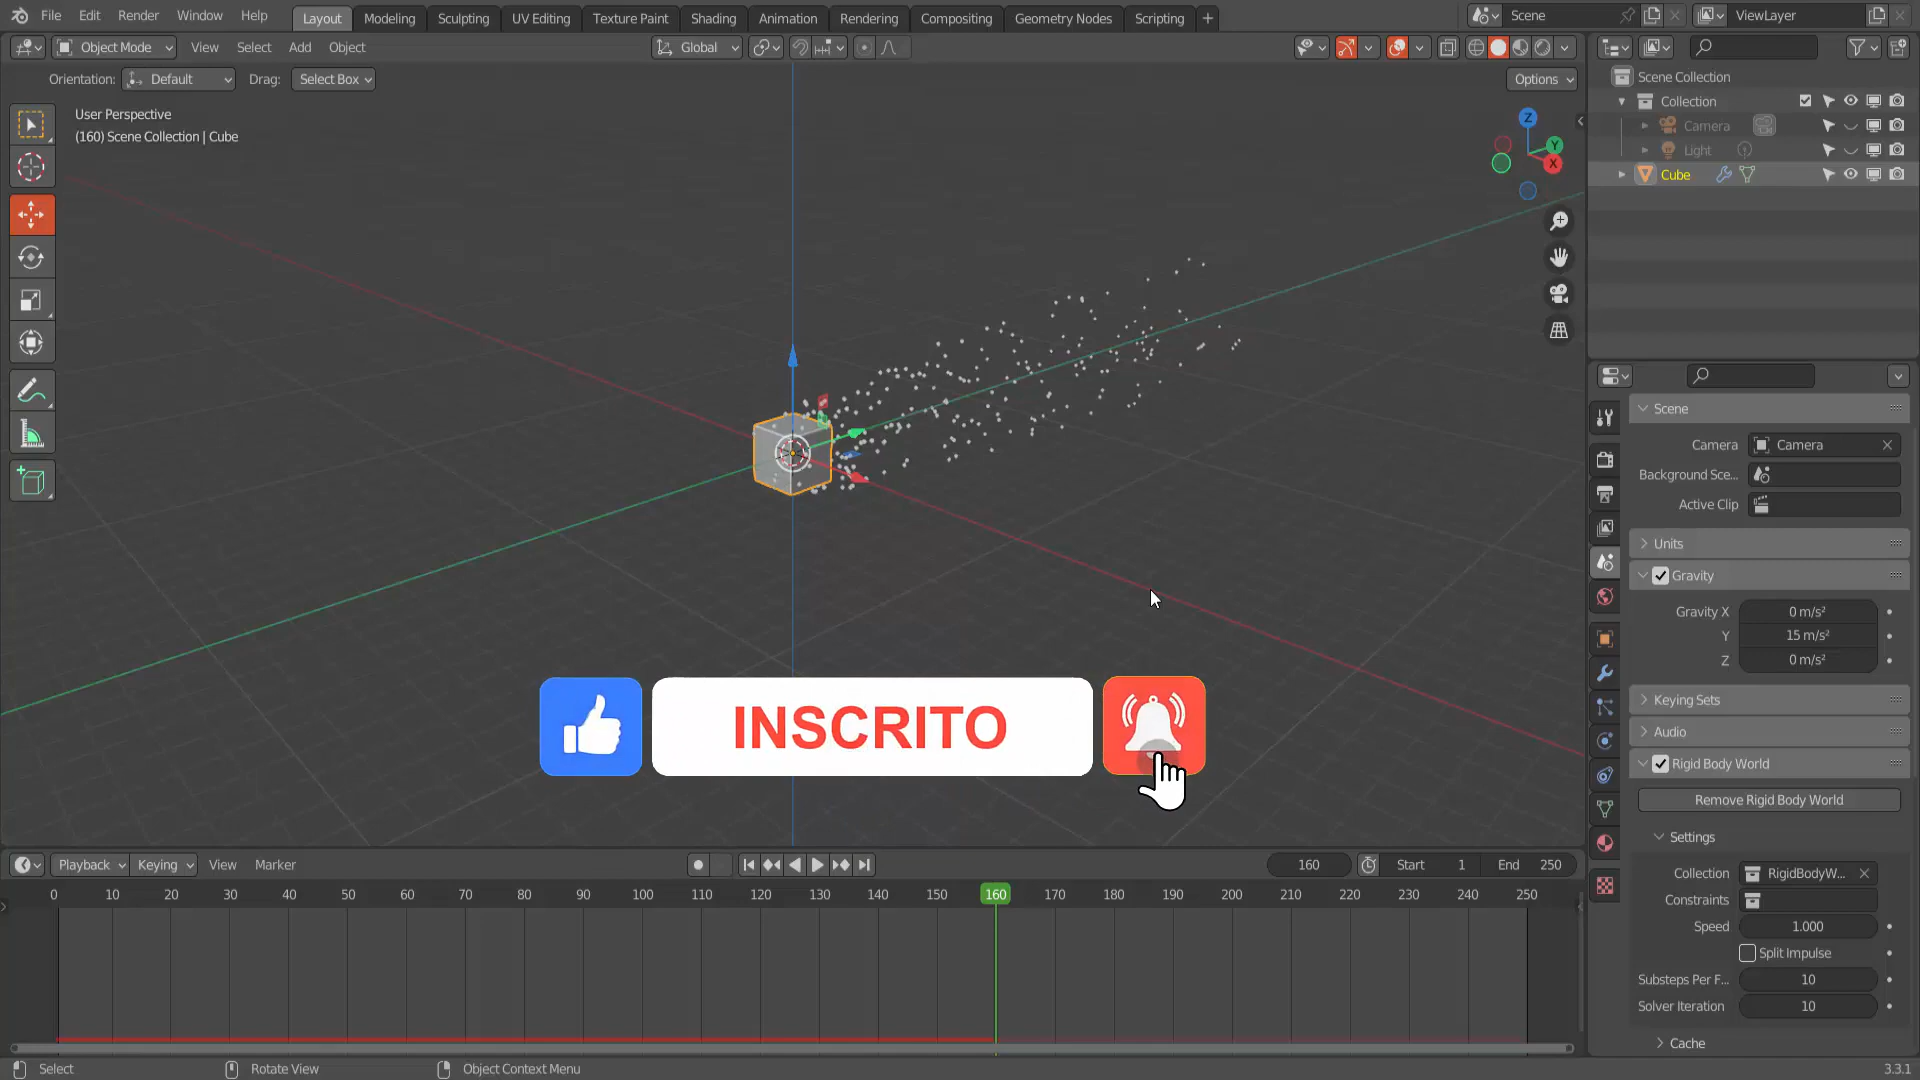 File Edit Render Window Help Layout Modeling Sculpting UV Editing Texture Paint Shading Animation Rendering Compositing Geometry Nodes Scripting + Scene ViewLayer
Object Mode View Select Add Object Global
Orientation: Default Drag: Select Box Options
User Perspective
(160) Scene Collection | Cube
Z
Y
X
Scene Collection
Collection
Camera
Light
Cube
Scene
Camera Camera
Background Sce...
Active Clip
Units
Gravity
Gravity X 0 m/s²
Y 15 m/s²
Z 0 m/s²
Keying Sets
Audio
Rigid Body World
Remove Rigid Body World
Settings
Collection RigidBodyW...
Constraints
Speed 1.000
Split Impulse
Substeps Per F... 10
Solver Iteration 10
Cache
INSCRITO
Playback Keying View Marker 160 Start 1 End 250
0 10 20 30 40 50 60 70 80 90 100 110 120 130 140 150 160 170 180 190 200 210 220 230 240 250
Select Rotate View Object Context Menu 3.3.1